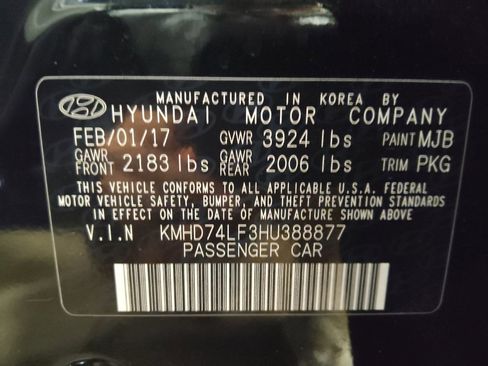 MANUFACTURED IN KOREA BY
HYUNDAI MOTOR COMPANY
FEB/01/17 GVWR 3924 lbs PAINT MJB
GAWR FRONT 2183 lbs GAWR REAR 2006 lbs TRIM PKG
THIS VEHICLE CONFORMS TO ALL APPLICABLE U.S.A. FEDERAL
MOTOR VEHICLE SAFETY, BUMPER, AND THEFT PREVENTION STANDARDS
IN EFFECT ON THE DATE OF MANUFACTURE SHOWN ABOVE
V.I.N KMHD74LF3HU388877
PASSENGER CAR